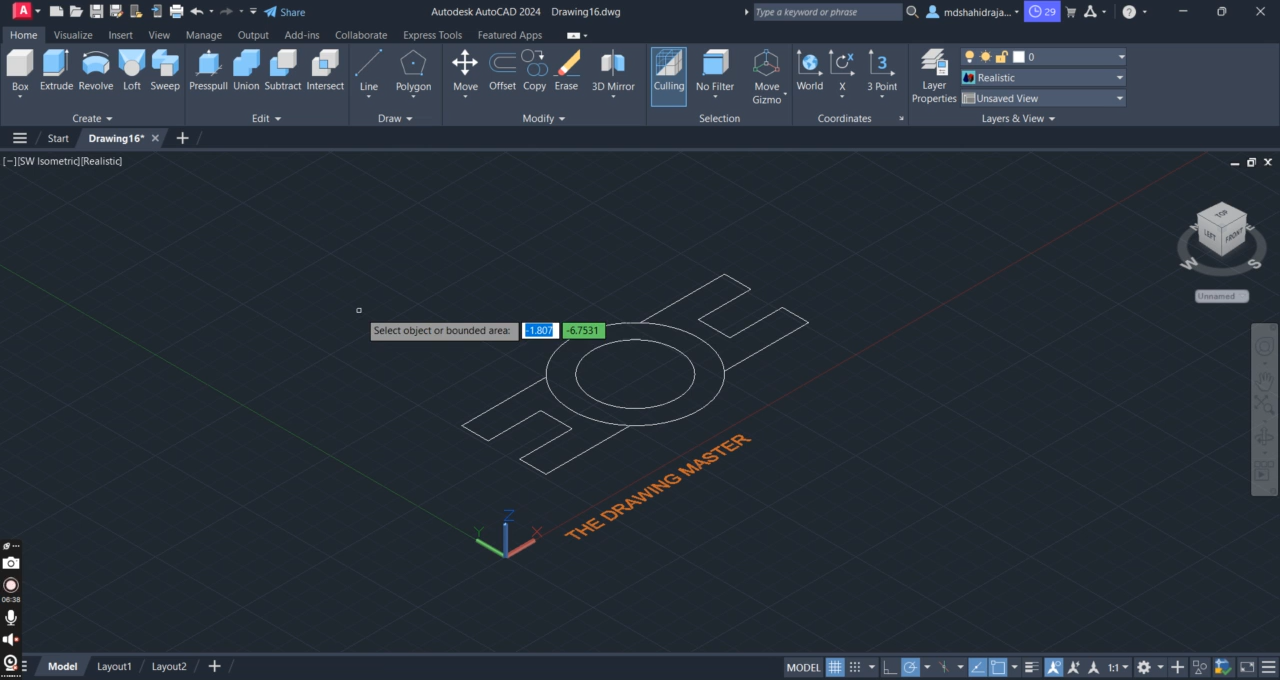 Share
Autodesk AutoCAD 2024 Drawing16.dwg
Type a keyword or phrase
mdshahidraja...
29
Home Visualize Insert View Manage Output Add-ins Collaborate Express Tools Featured Apps
Box Extrude Revolve Loft Sweep Presspull Union Subtract Intersect Line Polygon Move Offset Copy Erase 3D Mirror Culling No Filter Move Gizmo World X 3 Point Layer Properties
0
Realistic
Unsaved View
Create Edit Draw Modify Selection Coordinates Layers & View
Start Drawing16* 
[−][SW Isometric][Realistic]
TOP
LEFT FRONT
W S
Unnamed
Select object or bounded area: -1.807 -6.7531
THE DRAWING MASTER
Z
Y X
06:38
Model Layout1 Layout2
MODEL 1:1